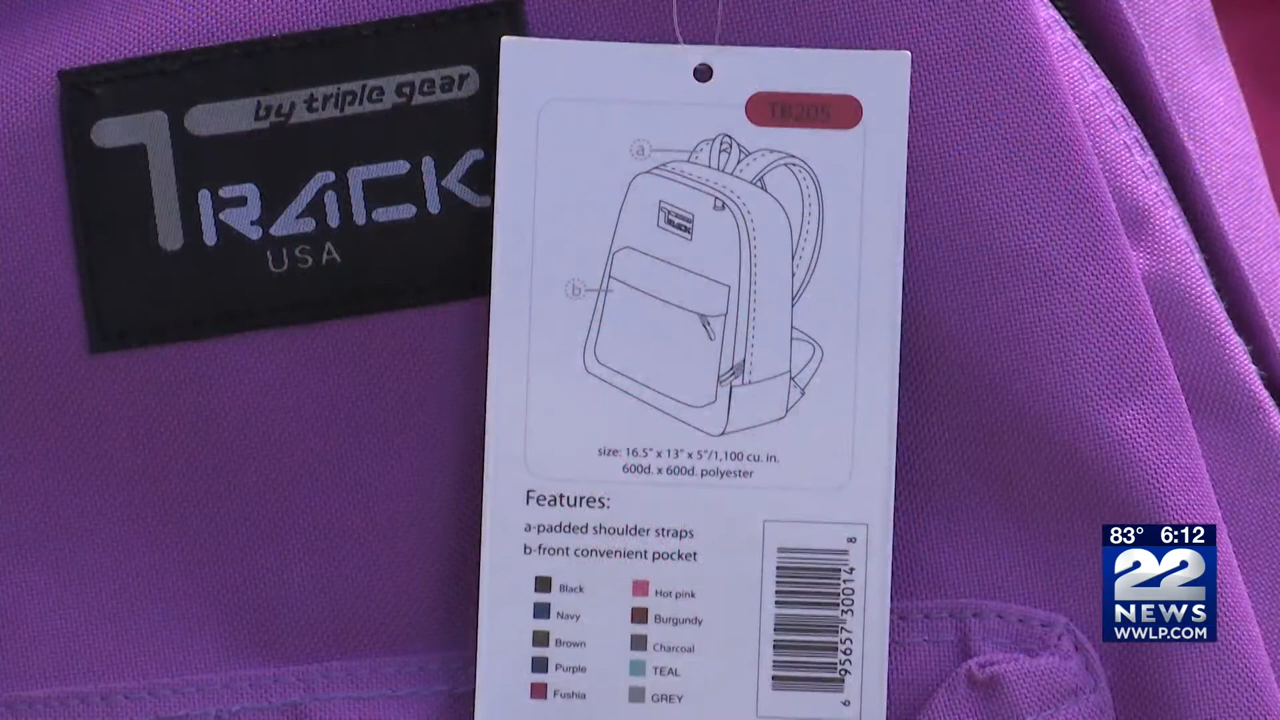 by triple gear
TRACK
USA
TB205
a
TRACK
b
size: 16.5" x 13" x 5"/1,100 cu. in.
600d. x 600d. polyester
Features:
a-padded shoulder straps
b-front convenient pocket
Black
Navy
Brown
Purple
Fushia
Hot pink
Burgundy
Charcoal
TEAL
GREY
6 95657 30014 8
83° 6:12
22
NEWS
WWLP.COM